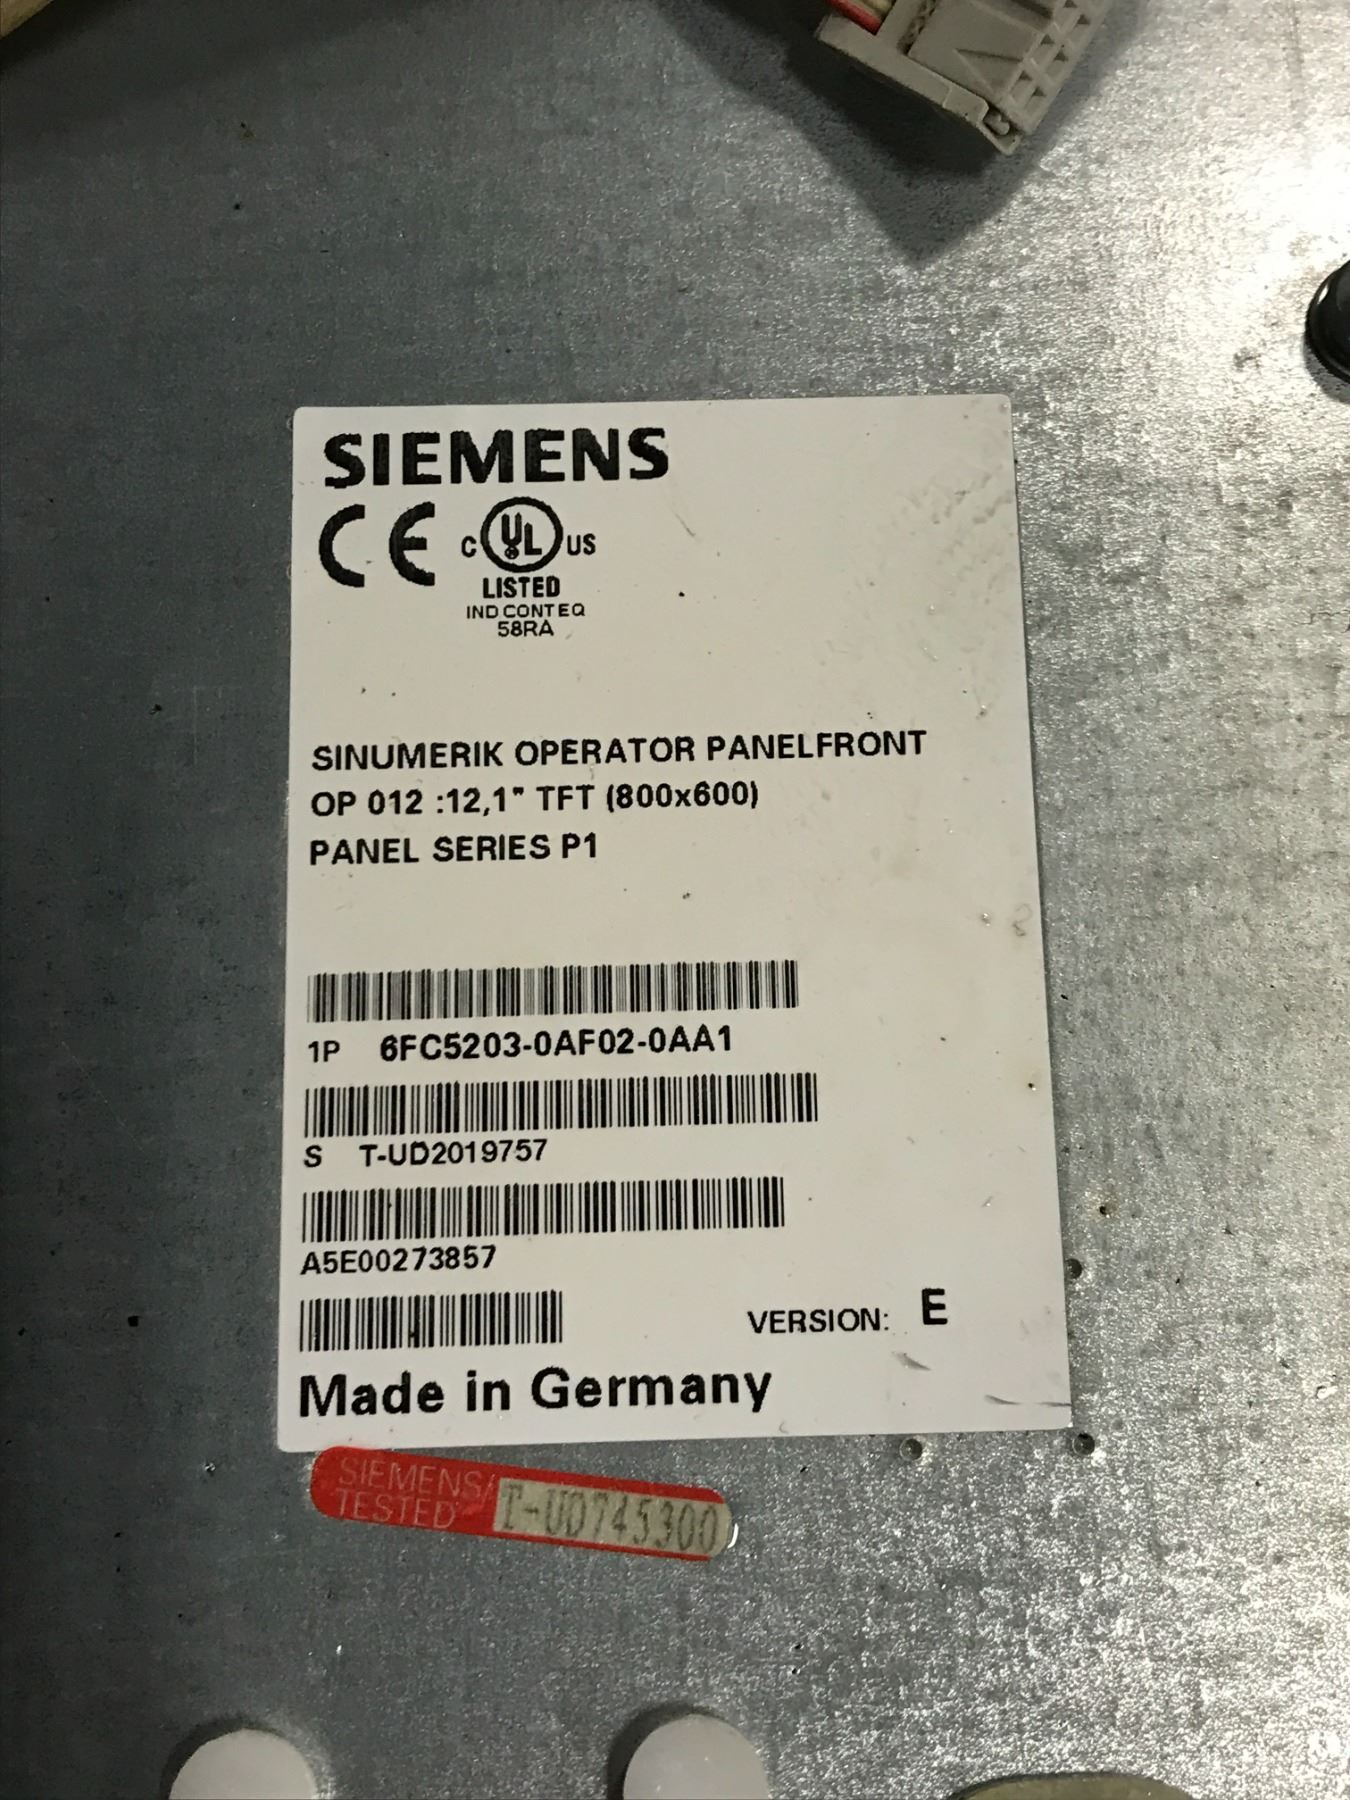 SIEMENS
CE C UL US
LISTED
IND CONT EQ
58RA
SINUMERIK OPERATOR PANELFRONT
OP 012 :12,1" TFT (800x600)
PANEL SERIES P1
1P 6FC5203-0AF02-0AA1
S T-UD2019757
A5E00273857
VERSION: E
Made in Germany
SIEMENS/
TESTED
T-UD745300